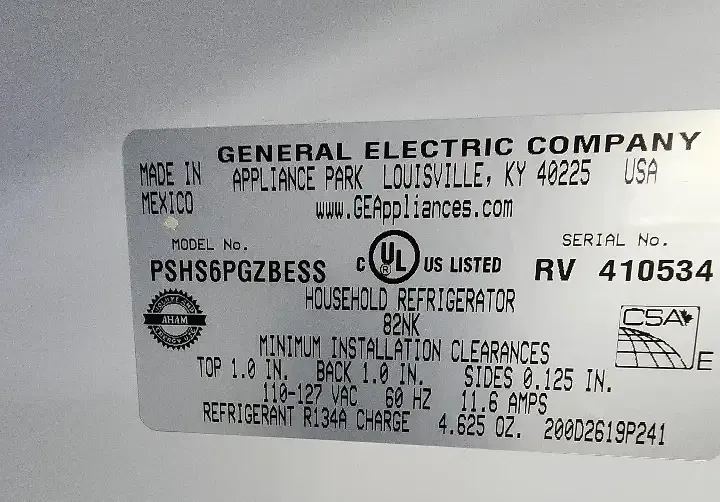 GENERAL ELECTRIC COMPANY
MADE IN MEXICO
APPLIANCE PARK LOUISVILLE, KY 40225 USA
www.GEAppliances.com
MODEL No.
PSHS6PGZBESS
C UL US LISTED
SERIAL No.
RV 410534
HOUSEHOLD REFRIGERATOR
82NK
AHAM
CSA
E
MINIMUM INSTALLATION CLEARANCES
TOP 1.0 IN. BACK 1.0 IN. SIDES 0.125 IN.
110-127 VAC 60 HZ 11.6 AMPS
REFRIGERANT R134A CHARGE 4.625 OZ. 200D2619P241